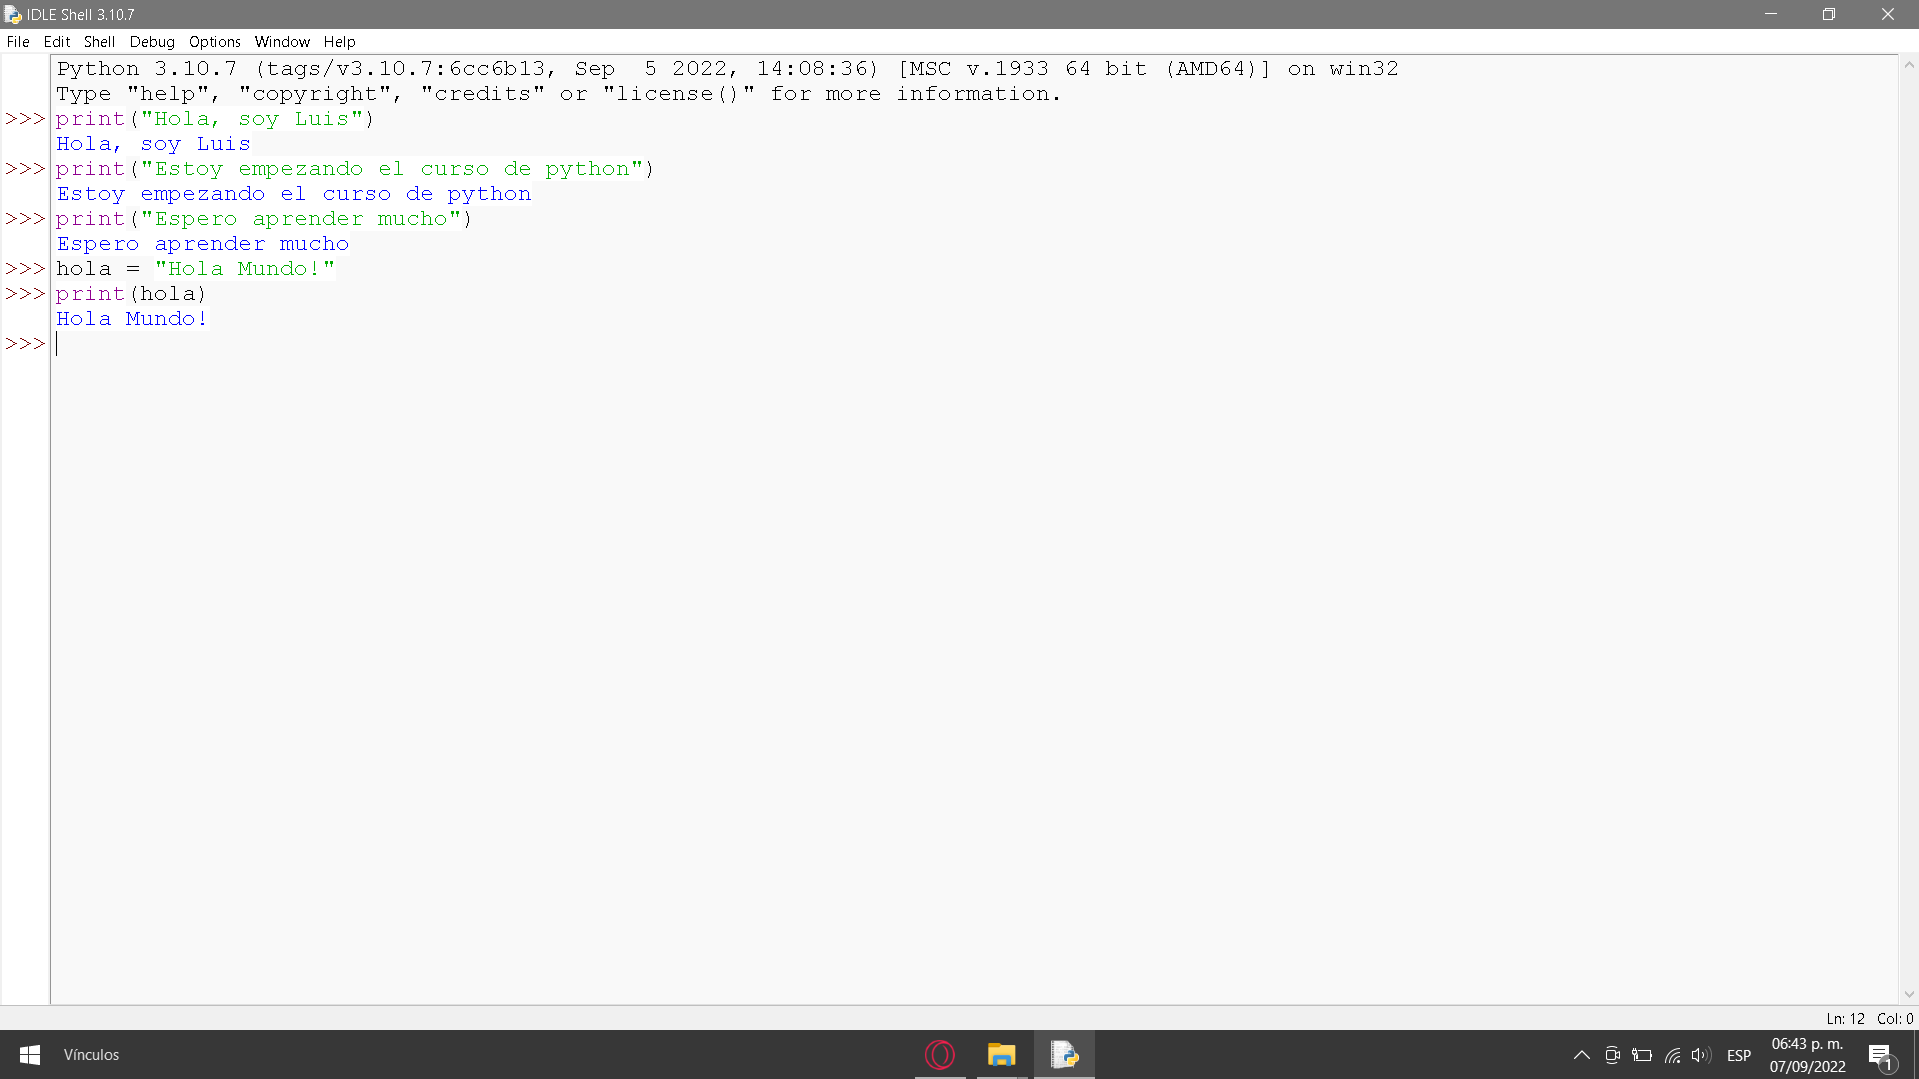 IDLE Shell 3.10.7
File Edit Shell Debug Options Window Help
Python 3.10.7 (tags/v3.10.7:6cc6b13, Sep  5 2022, 14:08:36) [MSC v.1933 64 bit (AMD64)] on win32
Type "help", "copyright", "credits" or "license()" for more information.
>>> print("Hola, soy Luis")
Hola, soy Luis
>>> print("Estoy empezando el curso de python")
Estoy empezando el curso de python
>>> print("Espero aprender mucho")
Espero aprender mucho
>>> hola = "Hola Mundo!"
>>> print(hola)
Hola Mundo!
>>>
Ln: 12 Col: 0
Vínculos
ESP
06:43 p. m.
07/09/2022
1